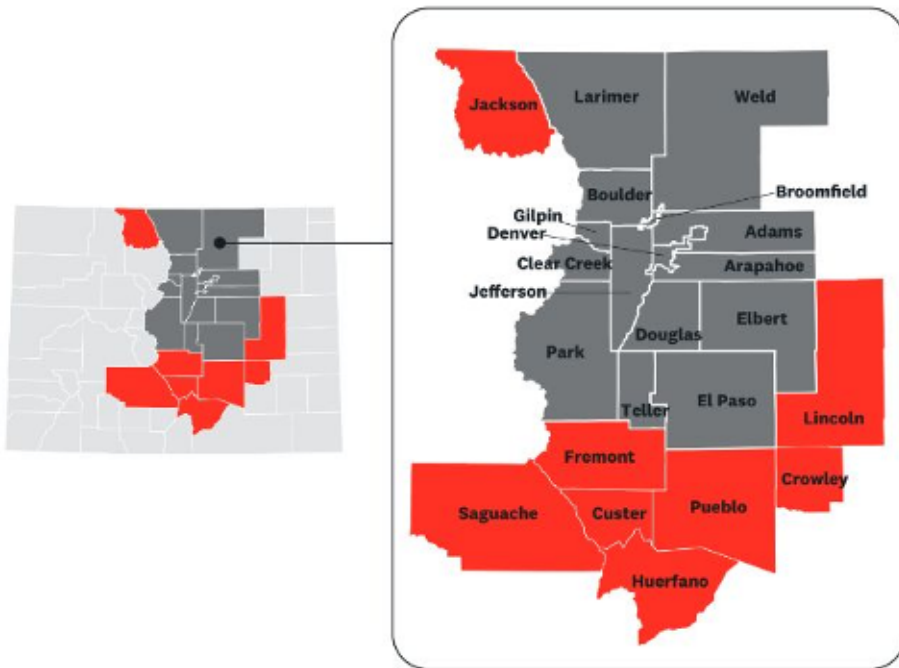 Jackson
Larimer
Weld
Boulder
Broomfield
Gilpin
Denver
Adams
Clear Creek
Arapahoe
Jefferson
Douglas
Elbert
Park
Teller
El Paso
Lincoln
Fremont
Crowley
Saguache
Custer
Pueblo
Huerfano